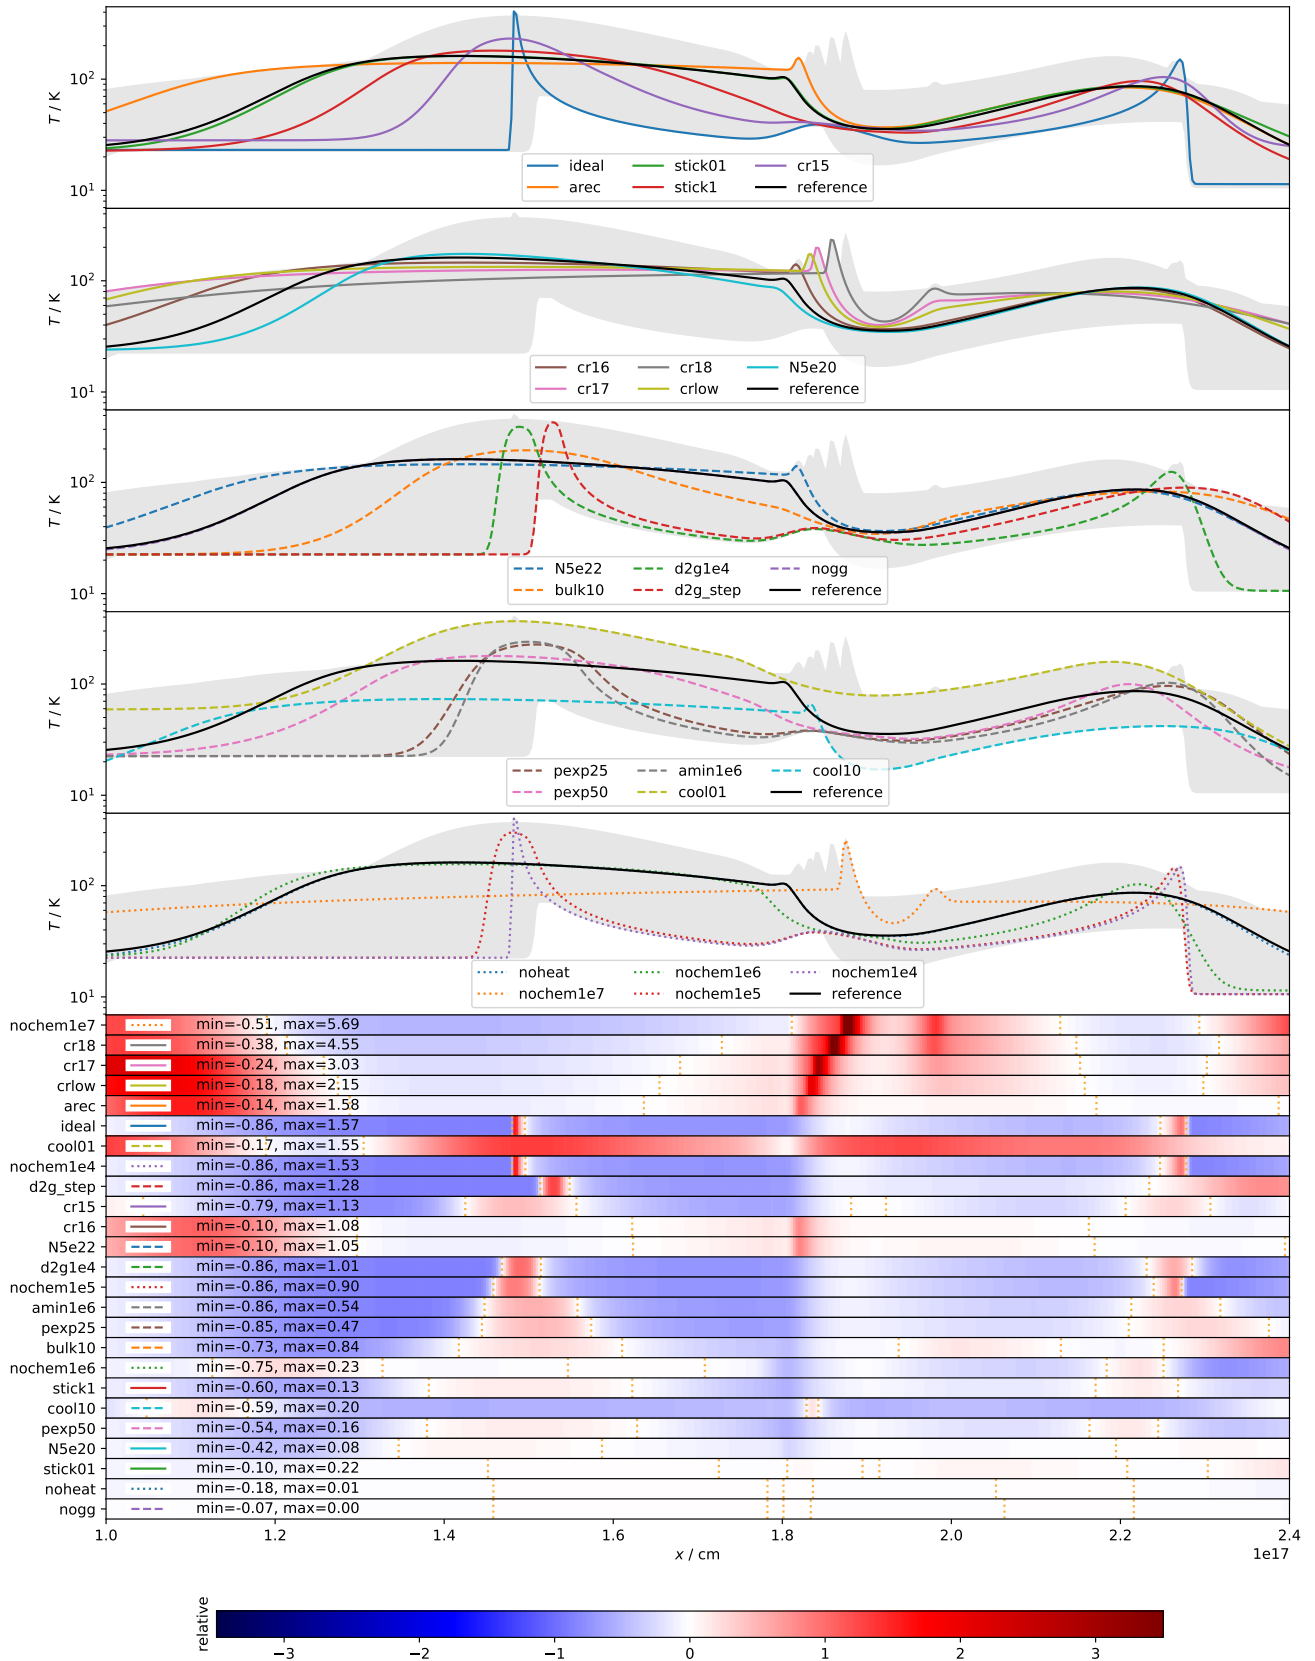 10²
10¹
T / K
ideal stick01 cr15
arec stick1 reference
10²
10¹
T / K
cr16 cr18 N5e20
cr17 crlow reference
10²
10¹
T / K
N5e22 d2g1e4 nogg
bulk10 d2g_step reference
10²
10¹
T / K
pexp25 amin1e6 cool10
pexp50 cool01 reference
10²
10¹
T / K
noheat nochem1e6 nochem1e4
nochem1e7 nochem1e5 reference
nochem1e7 min=-0.51, max=5.69
cr18 min=-0.38, max=4.55
cr17 min=-0.24, max=3.03
crlow min=-0.18, max=2.15
arec min=-0.14, max=1.58
ideal min=-0.86, max=1.57
cool01 min=-0.17, max=1.55
nochem1e4 min=-0.86, max=1.53
d2g_step min=-0.86, max=1.28
cr15 min=-0.79, max=1.13
cr16 min=-0.10, max=1.08
N5e22 min=-0.10, max=1.05
d2g1e4 min=-0.86, max=1.01
nochem1e5 min=-0.86, max=0.90
amin1e6 min=-0.86, max=0.54
pexp25 min=-0.85, max=0.47
bulk10 min=-0.73, max=0.84
nochem1e6 min=-0.75, max=0.23
stick1 min=-0.60, max=0.13
cool10 min=-0.59, max=0.20
pexp50 min=-0.54, max=0.16
N5e20 min=-0.42, max=0.08
stick01 min=-0.10, max=0.22
noheat min=-0.18, max=0.01
nogg min=-0.07, max=0.00
1.0 1.2 1.4 1.6 1.8 2.0 2.2 2.4
x / cm
1e17
relative
−3 −2 −1 0 1 2 3